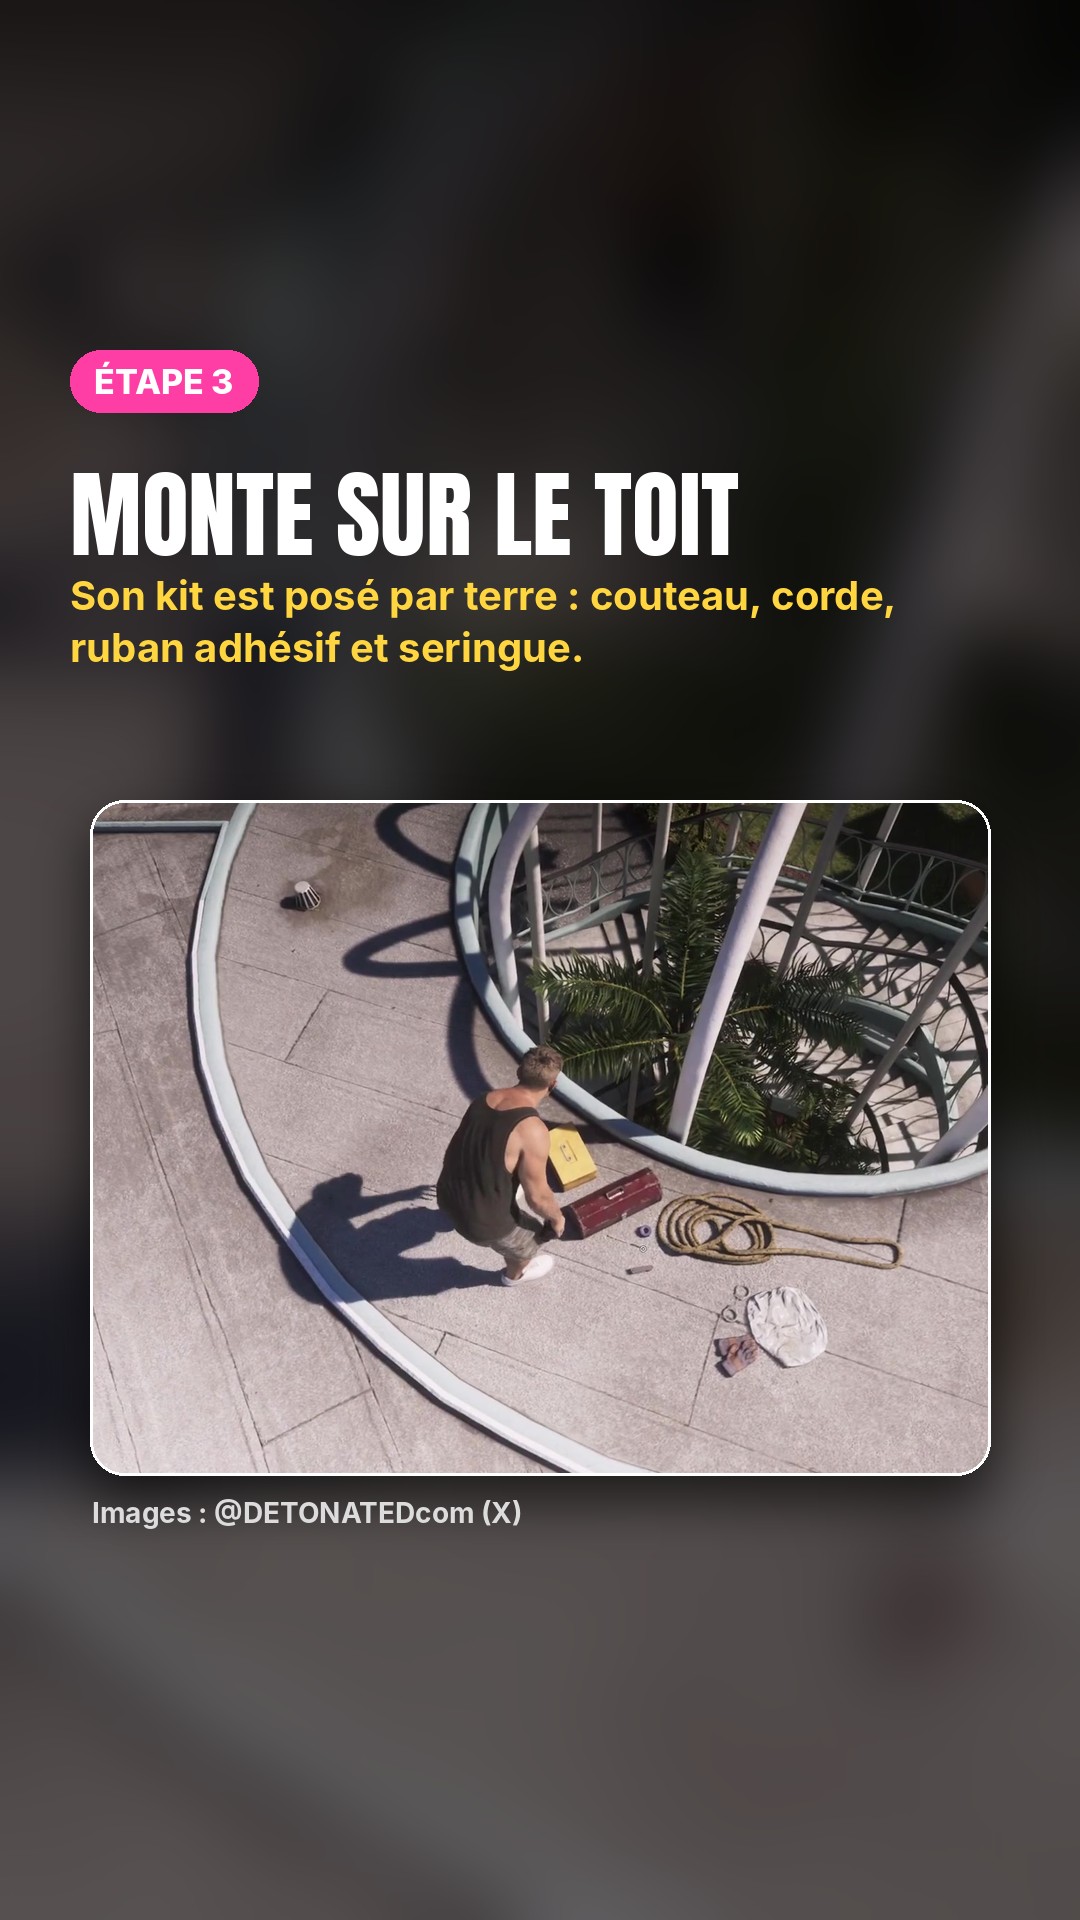 ÉTAPE 3
MONTE SUR LE TOIT
Son kit est posé par terre : couteau, corde,
ruban adhésif et seringue.
Images : @DETONATEDcom (X)